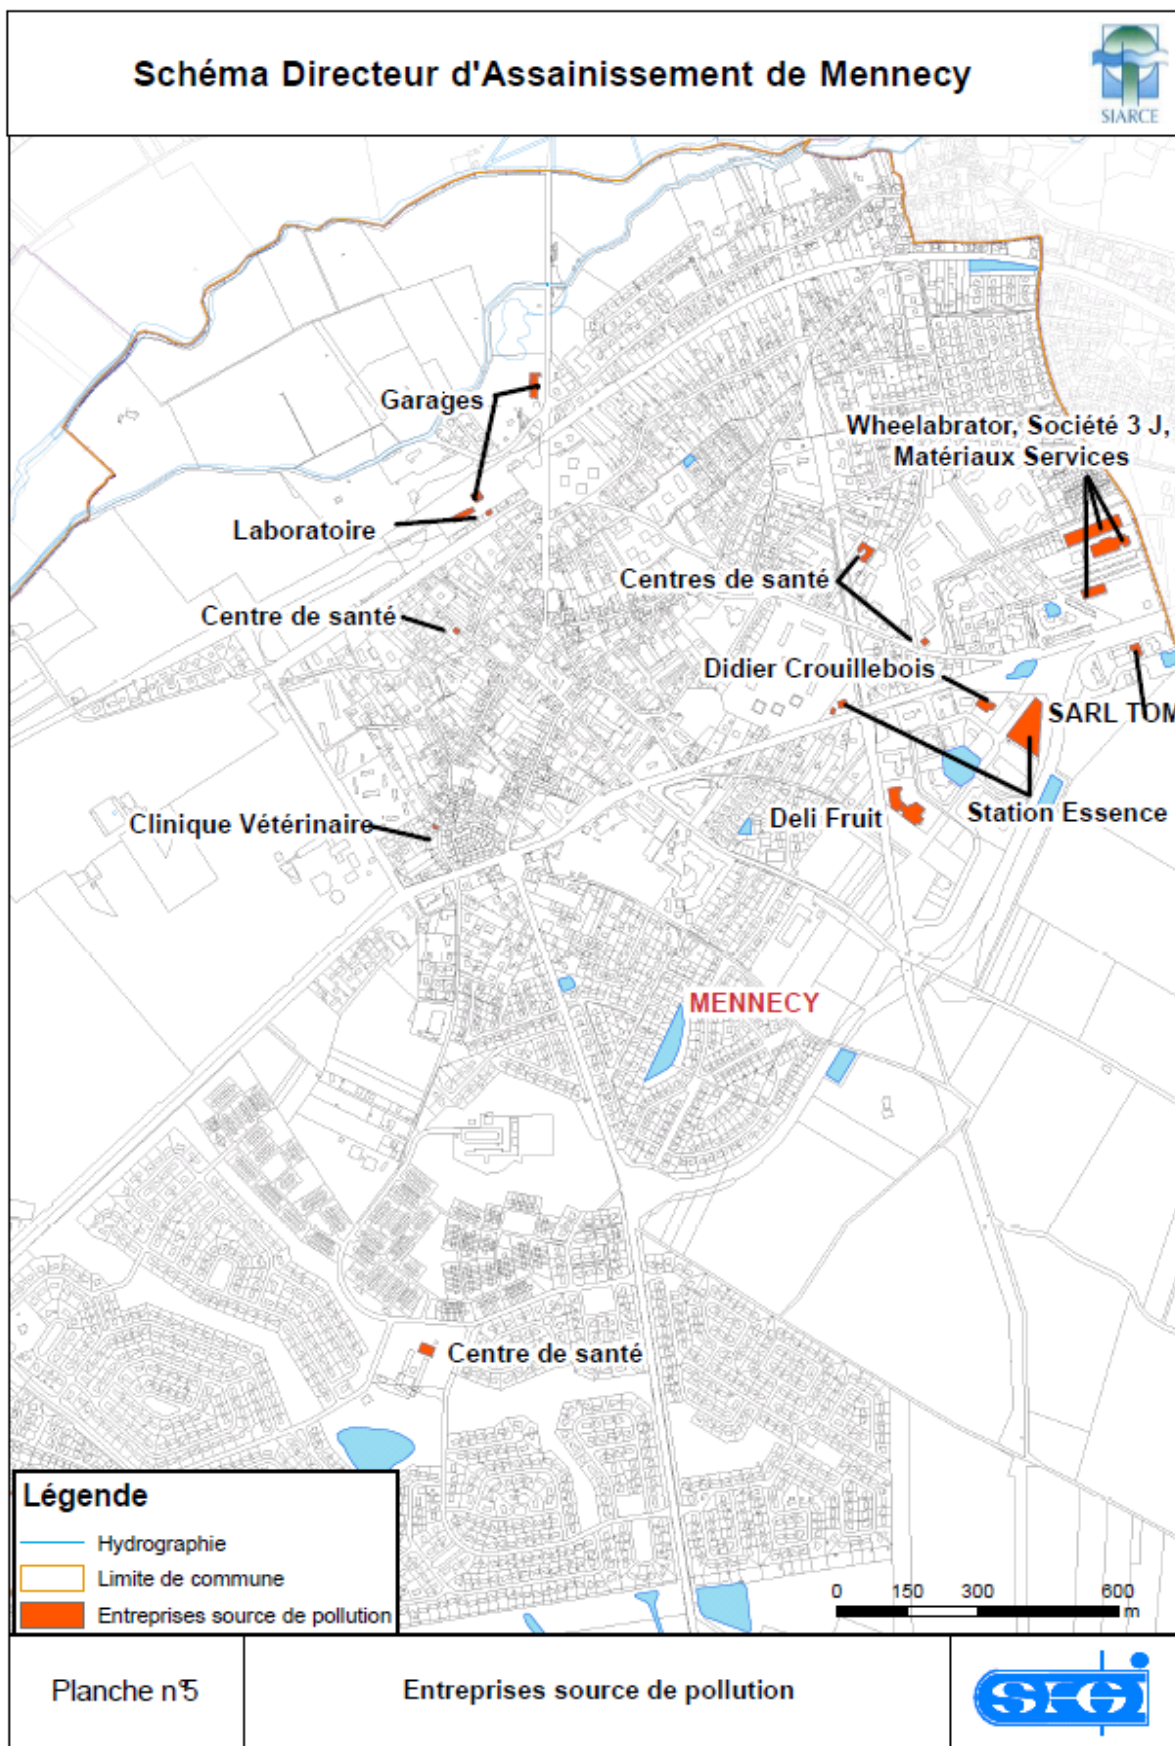 Schéma Directeur d'Assainissement de Mennecy
SIARCE
Garages
Wheelabrator, Société 3 J,
Matériaux Services
Laboratoire
Centres de santé
Centre de santé
Didier Crouillebois
SARL TOM
Clinique Vétérinaire
Deli Fruit
Station Essence
MENNECY
Centre de santé
Légende
Hydrographie
Limite de commune
Entreprises source de pollution
0 150 300 600
m
Planche n°5
Entreprises source de pollution
SFGI